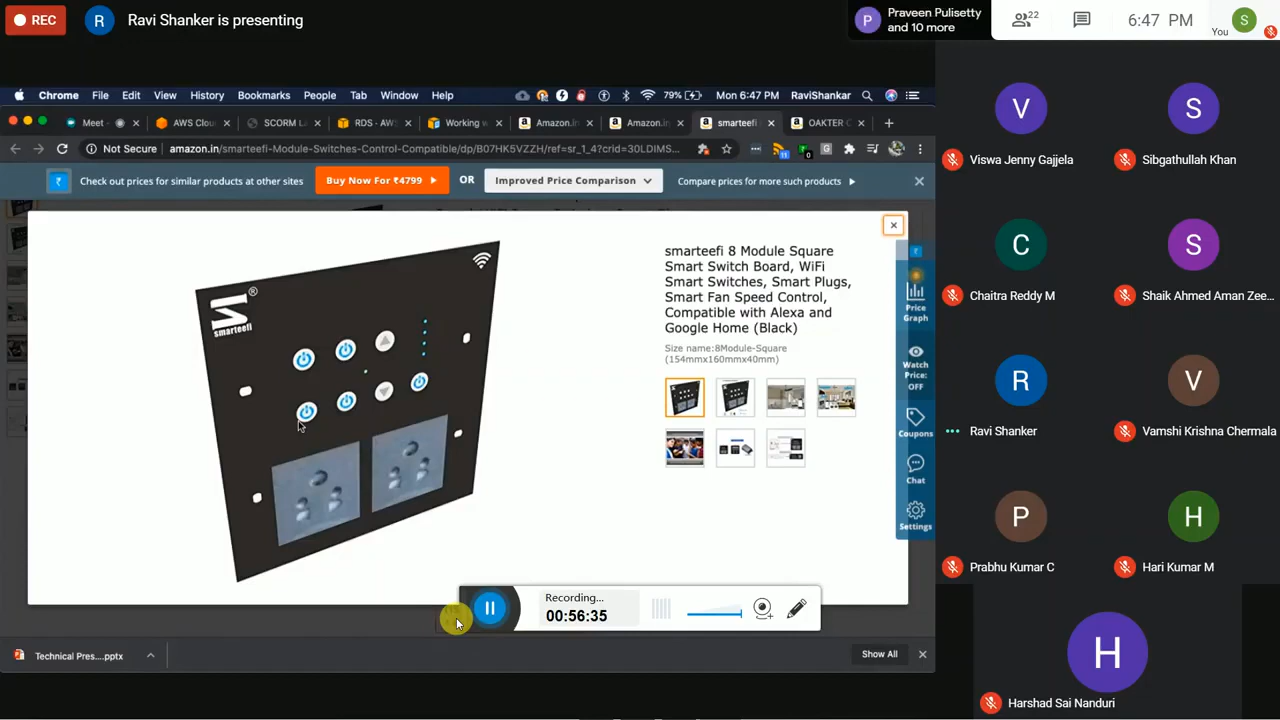 REC
R
Ravi Shanker is presenting
P
Praveen Pulisetty
and 10 more
22
6:47 PM
You
S
Chrome File Edit View History Bookmarks People Tab Window Help
79%
Mon 6:47 PM RaviShankar
Meet -
AWS Clou
SCORM L
RDS - AW
Working w
Amazon.in
Amazon.in
smarteefi
OAKTER C
Not Secure
amazon.in/smarteefi-Module-Switches-Control-Compatible/dp/B07HK5VZZH/ref=sr_1_4?crid=30LDIMS...
Check out prices for similar products at other sites
Buy Now For ₹4799
OR
Improved Price Comparison
Compare prices for more such products
smarteefi
smarteefi 8 Module Square
Smart Switch Board, WiFi
Smart Switches, Smart Plugs,
Smart Fan Speed Control,
Compatible with Alexa and
Google Home (Black)
Size name:8Module-Square
(154mmx160mmx40mm)
Price
Graph
Watch
Price:
OFF
Coupons
Chat
Settings
Recording...
00:56:35
Technical Pres....pptx
Show All
V
Viswa Jenny Gajjela
S
Sibgathullah Khan
C
Chaitra Reddy M
S
Shaik Ahmed Aman Zee...
R
Ravi Shanker
V
Vamshi Krishna Chermala
P
Prabhu Kumar C
H
Hari Kumar M
H
Harshad Sai Nanduri